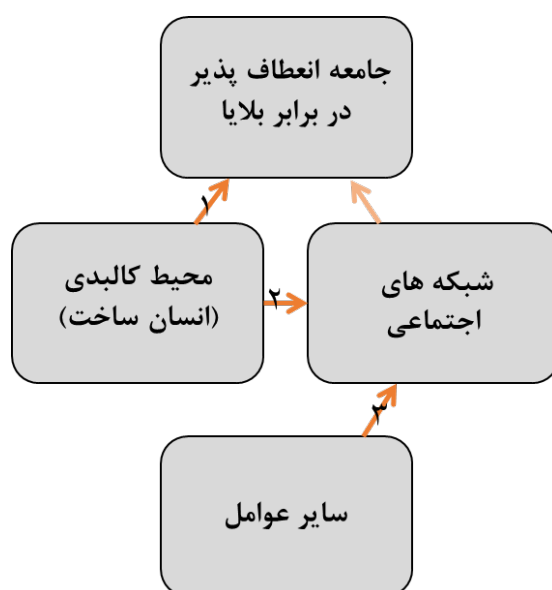 جامعه انعطاف پذیر
در برابر بلایا
۱
شبکه های
اجتماعی
۲
محیط کالبدی
(انسان ساخت)
۳
سایر عوامل